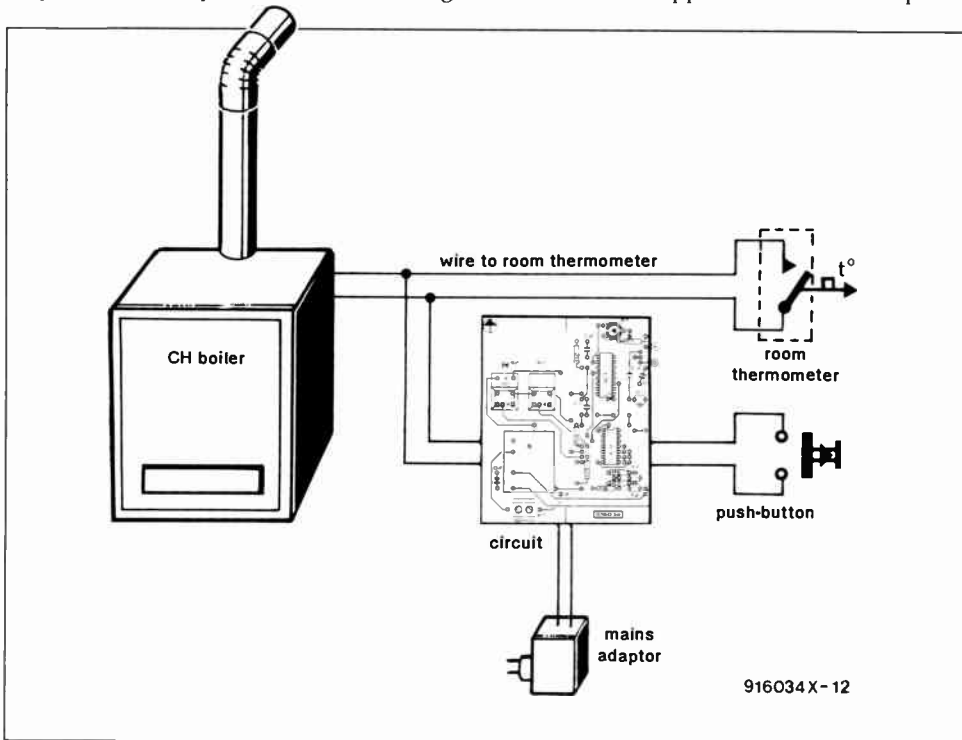 wire to room thermometer
t°
CH boiler
room
thermometer
push-button
circuit
mains
adaptor
916034X-12